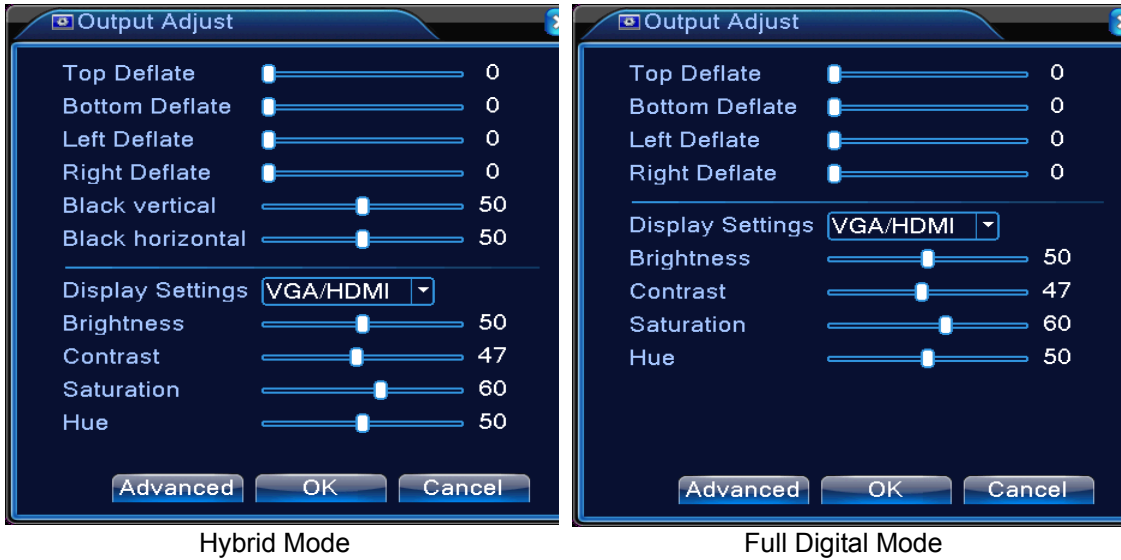 Output Adjust
Top Deflate 0
Bottom Deflate 0
Left Deflate 0
Right Deflate 0
Black vertical 50
Black horizontal 50
Display Settings VGA/HDMI
Brightness 50
Contrast 47
Saturation 60
Hue 50
Advanced OK Cancel
Hybrid Mode
Output Adjust
Top Deflate 0
Bottom Deflate 0
Left Deflate 0
Right Deflate 0
Display Settings VGA/HDMI
Brightness 50
Contrast 47
Saturation 60
Hue 50
Advanced OK Cancel
Full Digital Mode